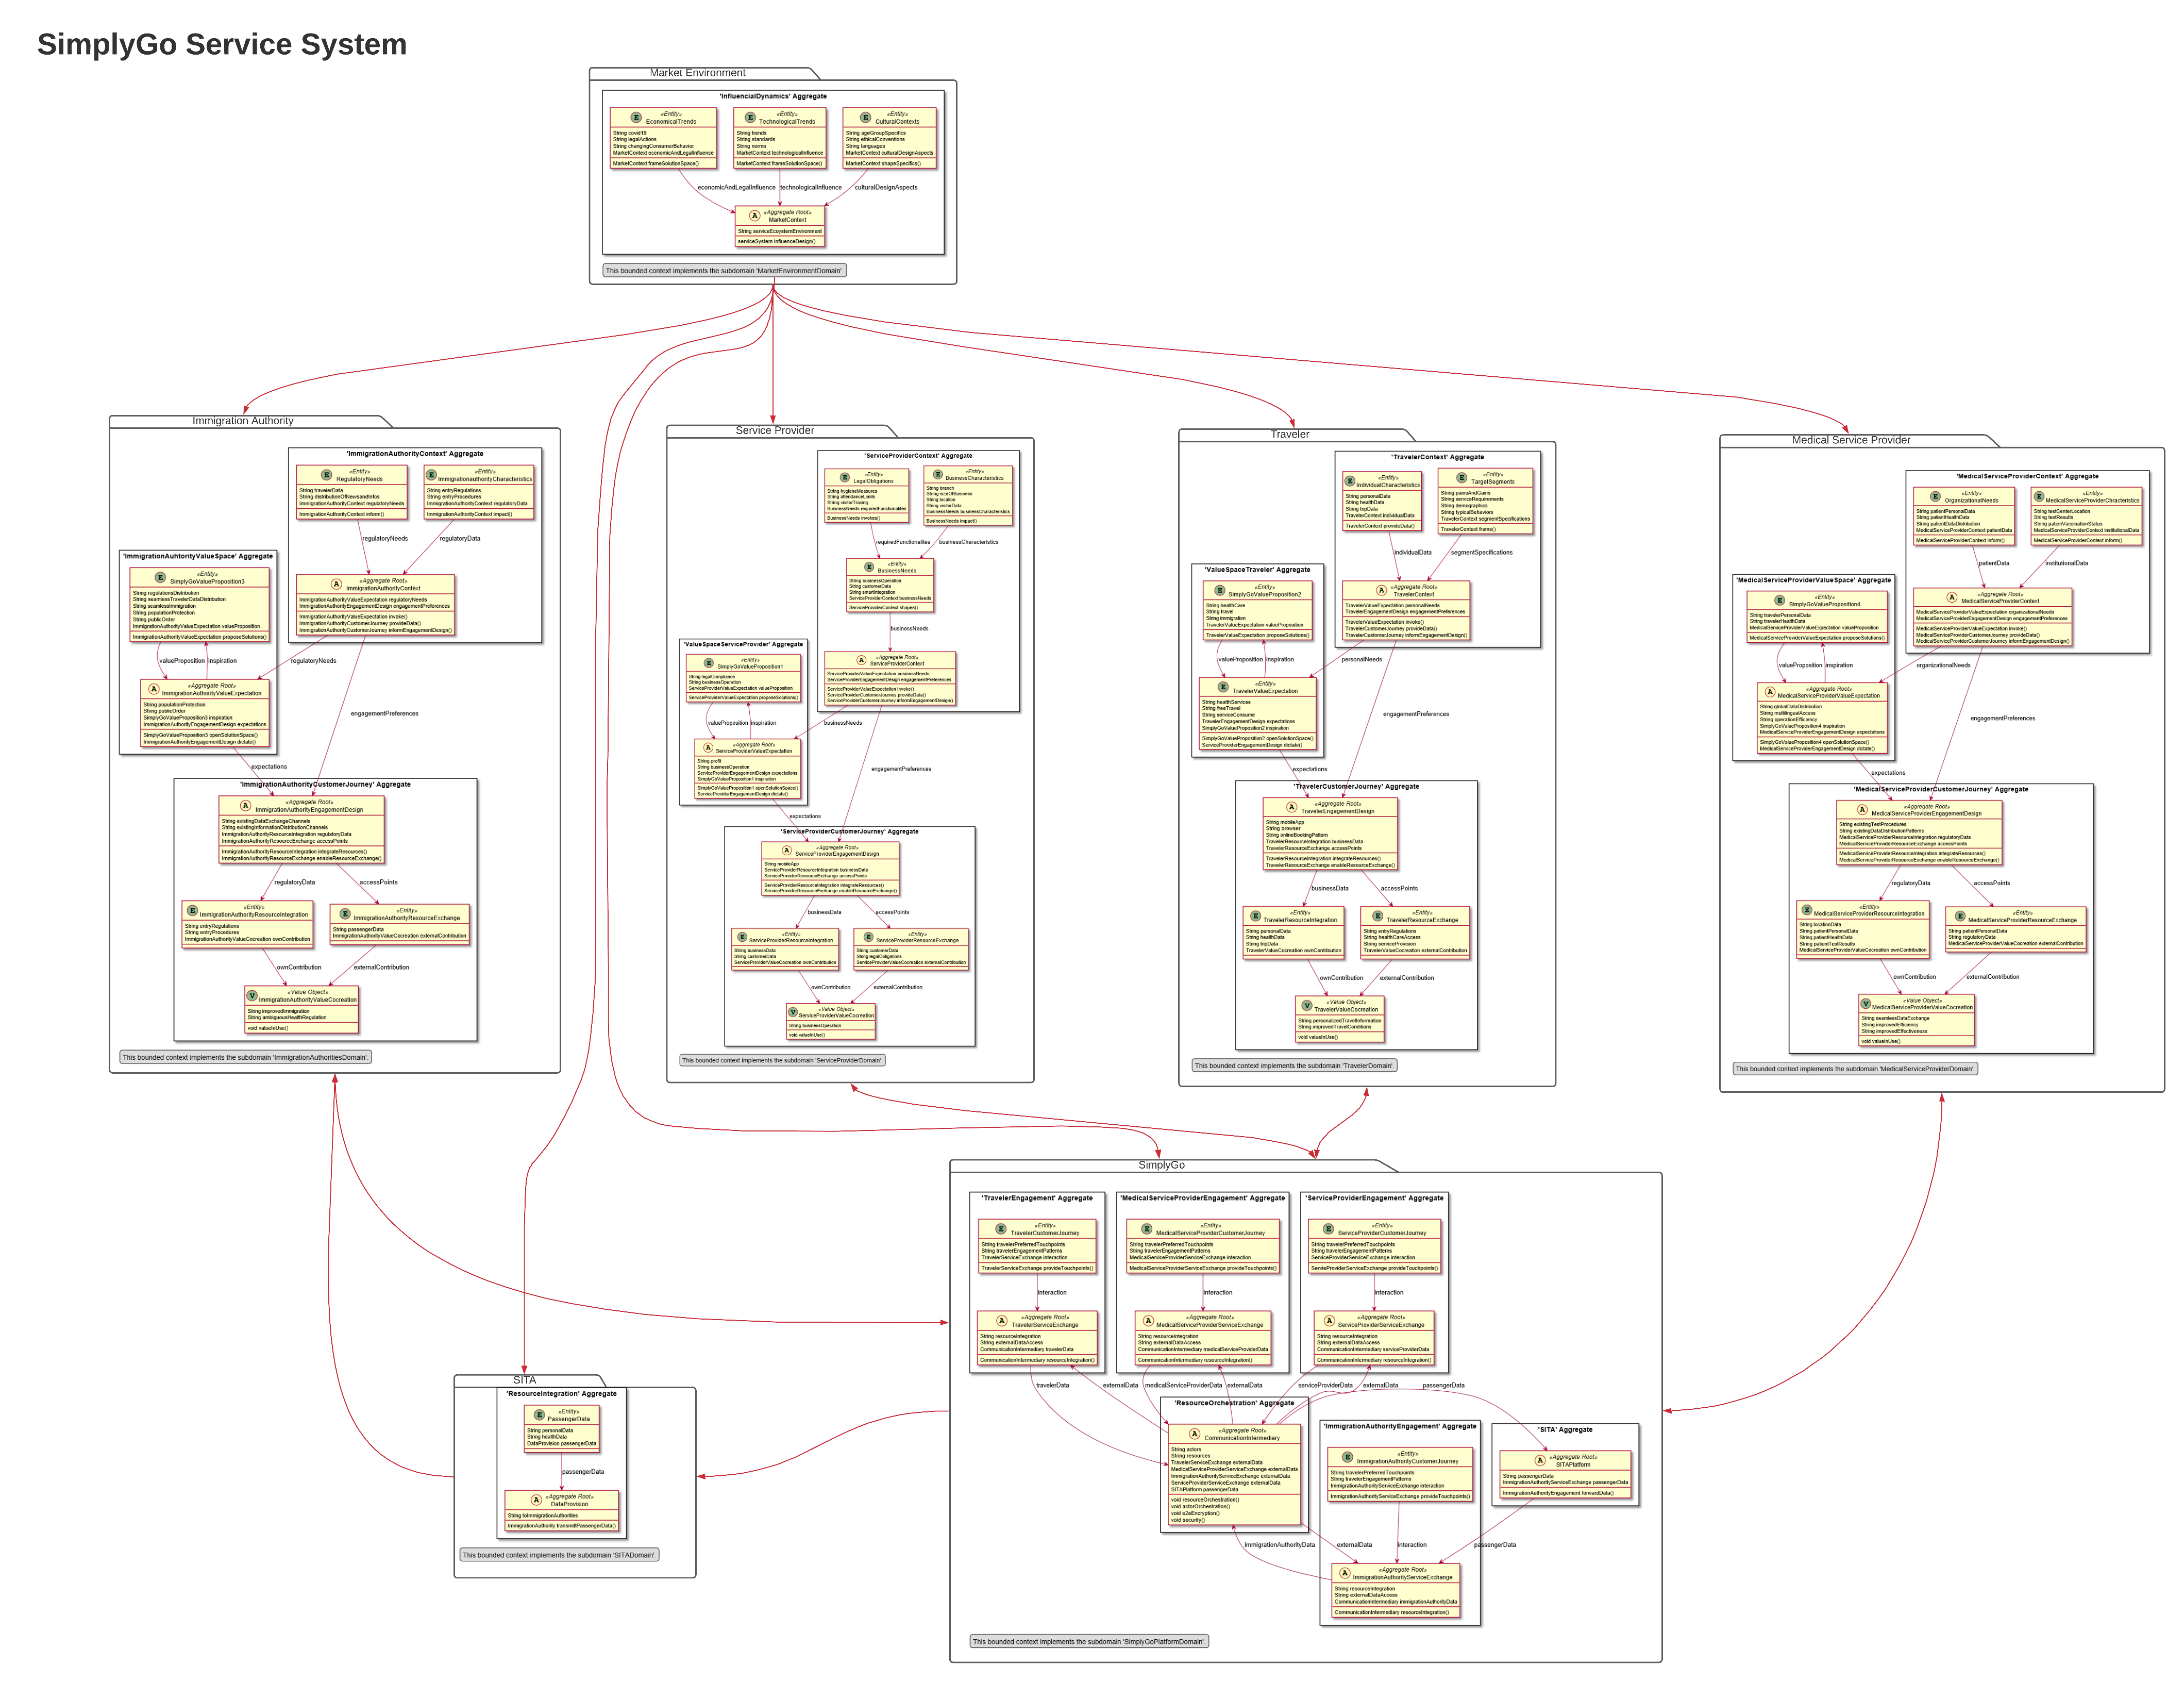 SimplyGo Service System
Market Environment
'InfluencialDynamics' Aggregate
«Entity»
EconomicalTrends
String covid19
String legalActions
String changingConsumerBehavior
MarketContext economicAndLegalInfluence
MarketContext frameSolutionSpace()
«Entity»
TechnologicalTrends
String trends
String standards
String norms
MarketContext technologicalInfluence
MarketContext frameSolutionSpace()
«Entity»
CulturalContexts
String ageGroupSpecifics
String ethicalConventions
String languages
MarketContext culturalDesignAspects
MarketContext shapeSpecifics()
economicAndLegalInfluence
technologicalInfluence
culturalDesignAspects
«Aggregate Root»
MarketContext
String serviceEcoystemEnvironment
serviceSystem influenceDesign()
This bounded context implements the subdomain 'MarketEnvironmentDomain'.
Immigration Authority
'ImmigrationAuthorityContext' Aggregate
«Entity»
RegulatoryNeeds
String travelerData
String distributionOfNewsandInfos
ImmigrationAuthorityContext regulatoryNeeds
ImmigrationAuthorityContext inform()
«Entity»
ImmigrationauthorityCharacteristics
String entryRegulations
String entryProcedures
ImmigrationAuthorityContext regulatoryData
ImmigrationAuthorityContext impact()
regulatoryNeeds
regulatoryData
'ImmigrationAuhtorityValueSpace' Aggregate
«Entity»
SimplyGoValueProposition3
String regulationsDistribution
String seamlessTravelerDataDistribution
String seamlessImmigration
String populationProtection
String publicOrder
ImmigrationAuthorityValueExpectation valueProposition
ImmigrationAuthorityValueExpectation proposeSolutions()
«Aggregate Root»
ImmigrationAuthorityContext
ImmigrationAuthorityValueExpectation regulatoryNeeds
ImmigrationAuthorityEngagementDesign engagementPreferences
ImmigrationAuthorityValueExpectation invoke()
ImmigrationAuthorityCustomerJourney provideData()
ImmigrationAuthorityCustomerJourney informEngagementDesign()
valueProposition
inspiration
regulatoryNeeds
engagementPreferences
«Aggregate Root»
ImmigrationAuthorityValueExpectation
String populationProtection
String publicOrder
SimplyGoValueProposition3 inspiration
ImmigrationAuthorityEngagementDesign expectations
SimplyGoValueProposition3 openSolutionSpace()
ImmigrationAuthorityEngagementDesign dictate()
expectations
'ImmigrationAuthorityCustomerJourney' Aggregate
«Aggregate Root»
ImmigrationAuthorityEngagementDesign
String existingDataExchangeChannels
String existingInformationDistributionChannels
ImmigrationAuthorityResourceIntegration regulatoryData
ImmigrationAuthorityResourceExchange accessPoints
ImmigrationAuthorityResourceIntegration integrateResources()
ImmigrationAuthorityResourceExchange enableResourceExchange()
regulatoryData
accessPoints
«Entity»
ImmigrationAuthorityResourceIntegration
String entryRegulations
String entryProcedures
ImmigrationAuthorityValueCocreation ownContribution
«Entity»
ImmigrationAuthorityResourceExchange
String passengerData
ImmigrationAuthorityValueCocreation externalContribution
ownContribution
externalContribution
«Value Object»
ImmigrationAuthorityValueCocreation
String improvedImmigration
String ambiguousHealthRegulation
void valueInUse()
This bounded context implements the subdomain 'ImmigrationAuthoritiesDomain'.
Service Provider
'ServiceProviderContext' Aggregate
«Entity»
LegalObligations
String hygieneMeasures
String attendanceLimits
String visitorTracing
BusinessNeeds requiredFunctionalites
BusinessNeeds invokes()
«Entity»
BusinessCharacteristics
String branch
String sizeOfBusiness
String location
String visitorData
BusinessNeeds businessCharacteristics
BusinessNeeds impact()
requiredFunctionalites
businessCharacteristics
«Entity»
BusinessNeeds
String businessOperation
String customerData
String smartIntegration
ServiceProviderContext businessNeeds
ServiceProviderContext shapes()
businessNeeds
'ValueSpaceServiceProvider' Aggregate
«Entity»
SimplyGoValueProposition1
String legalCompliance
String businessOperation
ServiceProviderValueExpectation valueProposition
ServiceProviderValueExpectation proposeSolutions()
«Aggregate Root»
ServiceProviderContext
ServiceProviderValueExpectation businessNeeds
ServiceProviderEngagementDesign engagementPreferences
ServiceProviderValueExpectation invoke()
ServiceProviderCustomerJourney provideData()
ServiceProviderCustomerJourney informEngagementDesign()
valueProposition
inspiration
businessNeeds
engagementPreferences
«Aggregate Root»
ServiceProviderValueExpectation
String profit
String businessOperation
ServiceProviderEngagementDesign expectations
SimplyGoValueProposition1 inspiration
SimplyGoValueProposition1 openSolutionSpace()
ServiceProviderEngagementDesign dictate()
expectations
'ServiceProviderCustomerJourney' Aggregate
«Aggregate Root»
ServiceProviderEngagementDesign
String mobileApp
ServiceProviderResourceIntegration businessData
ServiceProviderResourceExchange accessPoints
ServiceProviderResourceIntegration integrateResources()
ServiceProviderResourceExchange enableResourceExchange()
businessData
accessPoints
«Entity»
ServiceProviderResourceIntegration
String businessData
String customerData
ServiceProviderValueCocreation ownContribution
«Entity»
ServiceProviderResourceExchange
String customerData
String legalObligations
ServiceProviderValueCocreation externalContribution
ownContribution
externalContribution
«Value Object»
ServiceProviderValueCocreation
String businessOperation
void valueInUse()
This bounded context implements the subdomain 'ServiceProviderDomain'.
Traveler
'TravelerContext' Aggregate
«Entity»
IndividualCharacteristics
String personalData
String healthData
String tripData
TravelerContext individualData
TravelerContext provideData()
«Entity»
TargetSegments
String painsAndGains
String serviceRequirements
String demographics
String typicalBehaviors
TravelerContext segmentSpecifications
TravelerContext frame()
individualData
segmentSpecifications
'ValueSpaceTraveler' Aggregate
«Entity»
SimplyGoValueProposition2
String healthCare
String travel
String immigration
TravelerValueExpectation valueProposition
TravelerValueExpectation proposeSolutions()
«Aggregate Root»
TravelerContext
TravelerValueExpectation personalNeeds
TravelerEngagementDesign engagementPreferences
TravelerValueExpectation invoke()
TravelerCustomerJourney provideData()
TravelerCustomerJourney informEngagementDesign()
valueProposition
inspiration
personalNeeds
engagementPreferences
«Entity»
TravelerValueExpectation
String healthServices
String freeTravel
String serviceConsume
TravelerEngagementDesign expectations
SimplyGoValueProposition2 inspiration
SimplyGoValueProposition2 openSolutionSpace()
ServiceProviderEngagementDesign dictate()
expectations
'TravelerCustomerJourney' Aggregate
«Aggregate Root»
TravelerEngagementDesign
String mobileApp
String browser
String onlineBookingPattern
TravelerResourceIntegration businessData
TravelerResourceExchange accessPoints
TravelerResourceIntegration integrateResources()
TravelerResourceExchange enableResourceExchange()
businessData
accessPoints
«Entity»
TravelerResourceIntegration
String personalData
String healthData
String tripData
TravelerValueCocreation ownContribution
«Entity»
TravelerResourceExchange
String entryRegulations
String healthCareAccess
String serviceProvision
TravelerValueCocreation externalContribution
ownContribution
externalContribution
«Value Object»
TravelerValueCocreation
String personalizedTravelInformation
String improvedTravelConditions
void valueInUse()
This bounded context implements the subdomain 'TravelerDomain'.
Medical Service Provider
'MedicalServiceProviderContext' Aggregate
«Entity»
OrganizationalNeeds
String patientPersonalData
String patientHealthData
String patientDataDistribution
MedicalServiceProviderContext patientData
MedicalServiceProviderContext inform()
«Entity»
MedicalServiceProviderChtracteristics
String testCenterLocation
String testResults
String patienVaccinationStatus
MedicalServiceProviderContext institutionalData
MedicalServiceProviderContext inform()
patientData
institutionalData
'MedicalServiceProviderValueSpace' Aggregate
«Entity»
SimplyGoValueProposition4
String travelerPersonalData
String travelerHealthData
MedicalServiceProviderValueExpectation valueProposition
MedicalServiceProviderValueExpectation proposeSolutions()
«Aggregate Root»
MedicalServiceProviderContext
MedicalServiceProviderValueExpectation organizationalNeeds
MedicalServiceProviderEngagementDesign engagementPreferences
MedicalServiceProviderValueExpectation invoke()
MedicalServiceProviderCustomerJourney provideData()
MedicalServiceProviderCustomerJourney informEngagementDesign()
valueProposition
inspiration
organizationalNeeds
engagementPreferences
«Aggregate Root»
MedicalServiceProviderValueExpectation
String globalDataDistribution
String multilingualAccess
String operationEfficiency
SimplyGoValueProposition4 inspiration
MedicalServiceProviderEngagementDesign expectations
SimplyGoValueProposition4 openSolutionSpace()
MedicalServiceProviderEngagementDesign dictate()
expectations
'MedicalServiceProviderCustomerJourney' Aggregate
«Aggregate Root»
MedicalServiceProviderEngagementDesign
String existingTestProcedures
String existingDataDistributionPatterns
MedicalServiceProviderResourceIntegration regulatoryData
MedicalServiceProviderResourceExchange accessPoints
MedicalServiceProviderResourceIntegration integrateResources()
MedicalServiceProviderResourceExchange enableResourceExchange()
regulatoryData
accessPoints
«Entity»
MedicalServiceProviderResourceIntegration
String locationData
String patientPersonalData
String patientHealthData
String patientTestResults
MedicalServiceProviderValueCocreation ownContribution
«Entity»
MedicalServiceProviderResourceExchange
String patientPersonalData
String regulatoryData
MedicalServiceProviderValueCocreation externalContribution
ownContribution
externalContribution
«Value Object»
MedicalServiceProviderValueCreation
String seamlessDataExchange
String improvedEfficiency
String improvedEffectiveness
void valueInUse()
This bounded context implements the subdomain 'MedicalServiceProviderDomain'.
SimplyGo
'TravelerEngagement' Aggregate
«Entity»
TravelerCustomerJourney
String travelerPreferredTouchpoints
String travelerEngagementPatterns
TravelerServiceExchange interaction
TravelerServiceExchange provideTouchpoints()
interaction
«Aggregate Root»
TravelerServiceExchange
String resourceIntegration
String externalDataAccess
CommunicationIntermediary travelerData
CommunicationIntermediary resourceIntegration()
'MedicalServiceProviderEngagement' Aggregate
«Entity»
MedicalServiceProviderCustomerJourney
String travelerPreferredTouchpoints
String travelerEngagementPatterns
MedicalServiceProviderServiceExchange interaction
MedicalServiceProviderServiceExchange provideTouchpoints()
interaction
«Aggregate Root»
MedicalServiceProviderServiceExchange
String resourceIntegration
String externalDataAccess
CommunicationIntermediary medicalServiceProviderData
CommunicationIntermediary resourceIntegration()
'ServiceProviderEngagement' Aggregate
«Entity»
ServiceProviderCustomerJourney
String travelerPreferredTouchpoints
String travelerEngagementPatterns
ServiceProviderServiceExchange interaction
ServieProviderServiceExchange provideTouchpoints()
interaction
«Aggregate Root»
ServiceProviderServiceExchange
String resourceIntegration
String externalDataAccess
CommunicationIntermediary serviceProviderData
CommunicationIntermediary resourceIntegration()
travelerData
externalData
medicalServiceProviderData
externalData
serviceProviderData
externalData
passengerData
'ResourceOrchestration' Aggregate
«Aggregate Root»
CommunicationIntermediary
String actors
String resources
TravelerServiceExchange externalData
MedicalServiceProviderServiceExchange externalData
ImmigrationAuthorityServiceExchange externalData
ServiceProviderServiceExchange externalData
SITAPlatform passengerData
void resourceOrchestration()
void actorOrchestration()
void e2eEncryption()
void security()
'ImmigrationAuthorityEngagement' Aggregate
«Entity»
ImmigrationAuthorityCustomerJourney
String travelerPreferredTouchpoints
String travelerEngagementPatterns
ImmigrationAuthorityServiceExchange interaction
ImmigrationAuthorityServiceExchange provideTouchpoints()
'SITA' Aggregate
«Aggregate Root»
SITAPlatform
String passengerData
ImmigrationAuthorityServiceExchange passengerData
ImmigrationAuthorityEngagement forwardData()
immigrationAuthorityData
externalData
interaction
passengerData
«Aggregate Root»
ImmigrationAuthorityServiceExchange
String resourceIntegration
String externalDataAccess
CommunicationIntermediary immigrationAuthorityData
CommunicationIntermediary resourceIntegration()
This bounded context implements the subdomain 'SimplyGoPlatformDomain'.
SITA
'ResourceIntegration' Aggregate
«Entity»
PassengerData
String personalData
String healthData
DataProvision passengerData
passengerData
«Aggregate Root»
DataProvision
String toImmigrationAuthorities
ImmigrationAuthority transmittPassengerData()
This bounded context implements the subdomain 'SITADomain'.